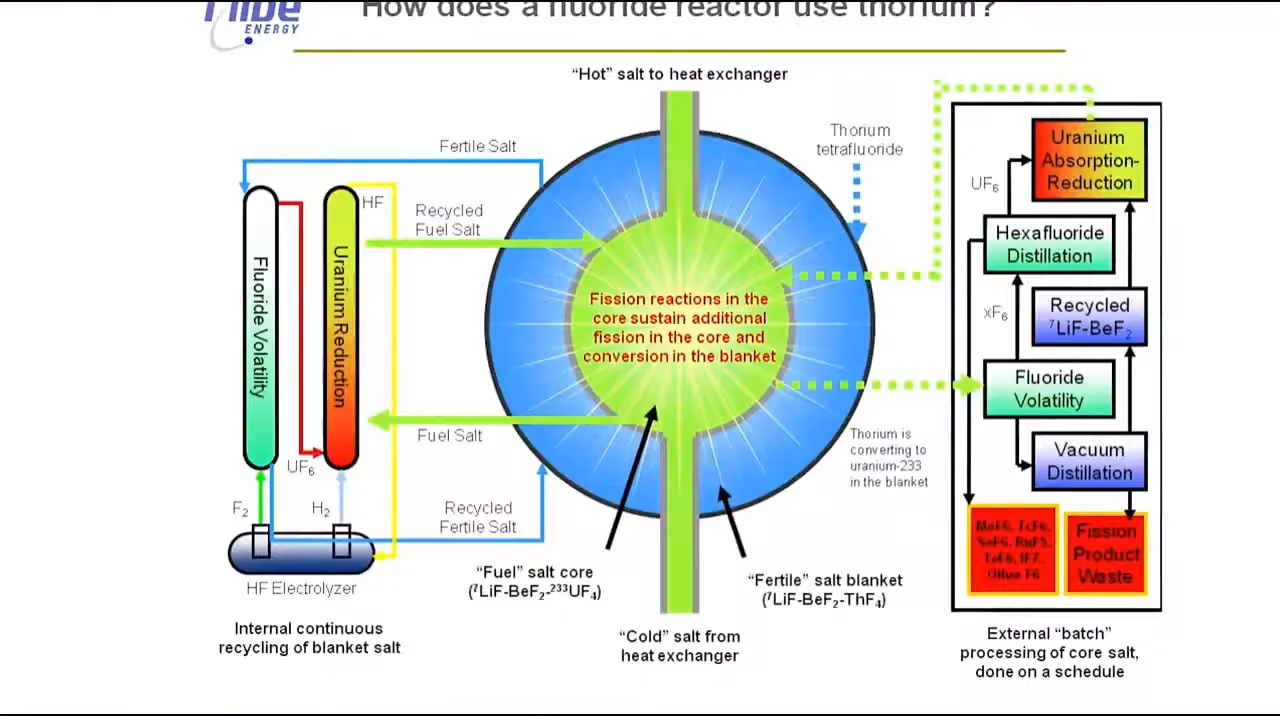 ENERGY
How does a fluoride reactor use thorium?
"Hot" salt to heat exchanger
Fertile Salt
Thorium
tetrafluoride
Uranium
Absorption-
Reduction
UF₆
HF
Recycled
Fuel Salt
Hexafluoride
Distillation
Fluoride Volatility
Uranium Reduction
Fission reactions in the
core sustain additional
fission in the core and
conversion in the blanket
xF₆
Recycled
⁷LiF-BeF₂
Fluoride
Volatility
Fuel Salt
Thorium is
converting to
uranium-233
in the blanket
Vacuum
Distillation
UF₆
F₂
H₂
Recycled
Fertile Salt
Fission
Product
Waste
HF Electrolyzer
"Fuel" salt core
(⁷LiF-BeF₂-²³³UF₄)
"Fertile" salt blanket
(⁷LiF-BeF₂-ThF₄)
Internal continuous
recycling of blanket salt
"Cold" salt from
heat exchanger
External "batch"
processing of core salt,
done on a schedule